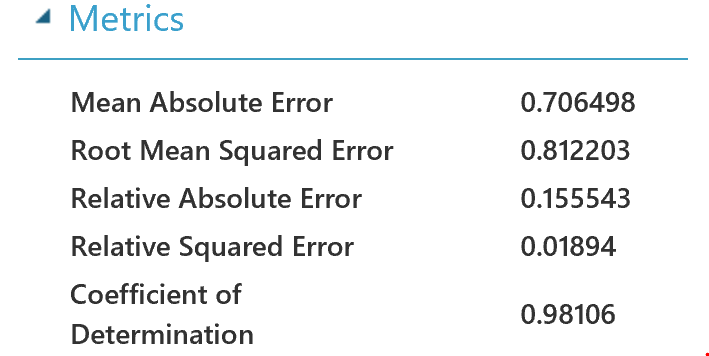 Metrics
Mean Absolute Error 0.706498
Root Mean Squared Error 0.812203
Relative Absolute Error 0.155543
Relative Squared Error 0.01894
Coefficient of
Determination 0.98106